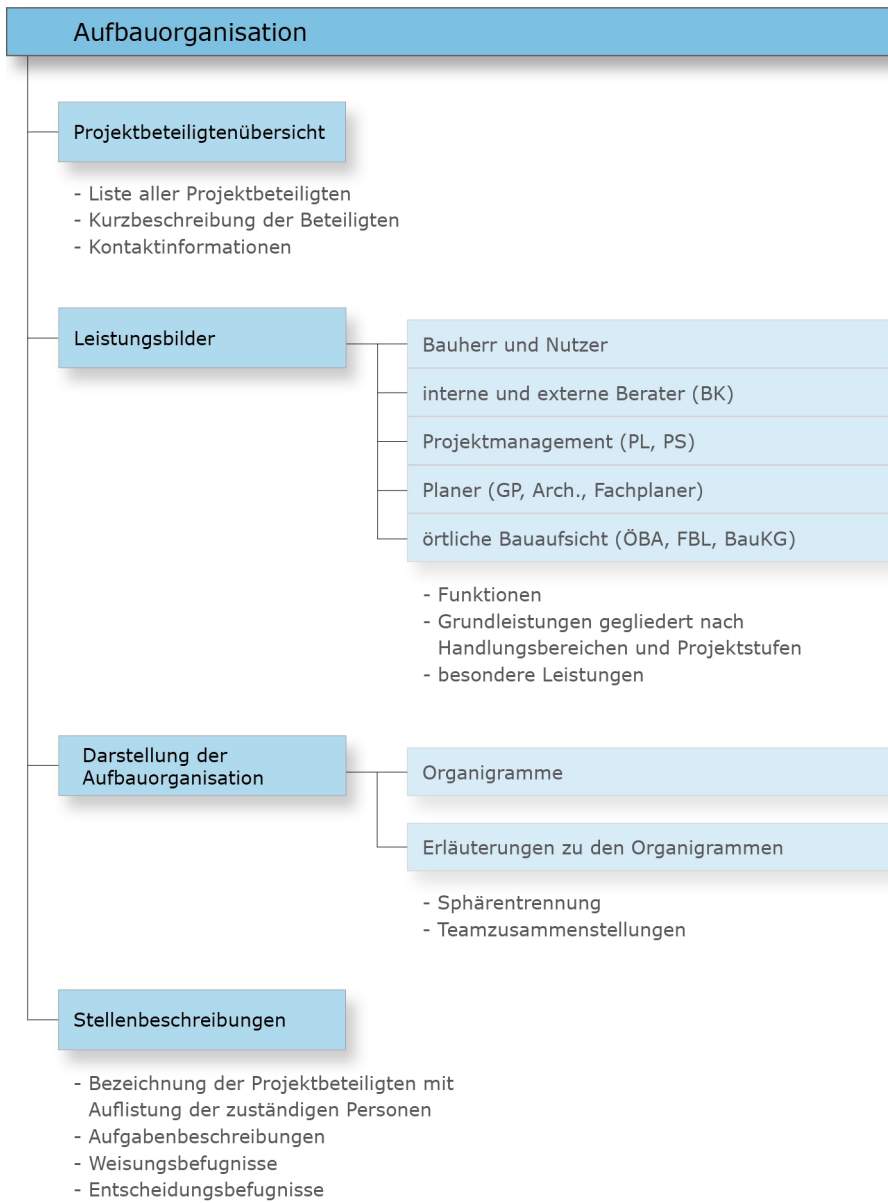 Aufbauorganisation
Projektbeteiligtenübersicht
- Liste aller Projektbeteiligten
- Kurzbeschreibung der Beteiligten
- Kontaktinformationen
Leistungsbilder
Bauherr und Nutzer
interne und externe Berater (BK)
Projektmanagement (PL, PS)
Planer (GP, Arch., Fachplaner)
örtliche Bauaufsicht (ÖBA, FBL, BauKG)
- Funktionen
- Grundleistungen gegliedert nach
Handlungsbereichen und Projektstufen
- besondere Leistungen
Darstellung der
Aufbauorganisation
Organigramme
Erläuterungen zu den Organigrammen
- Sphärentrennung
- Teamzusammenstellungen
Stellenbeschreibungen
- Bezeichnung der Projektbeteiligten mit
Auflistung der zuständigen Personen
- Aufgabenbeschreibungen
- Weisungsbefugnisse
- Entscheidungsbefugnisse